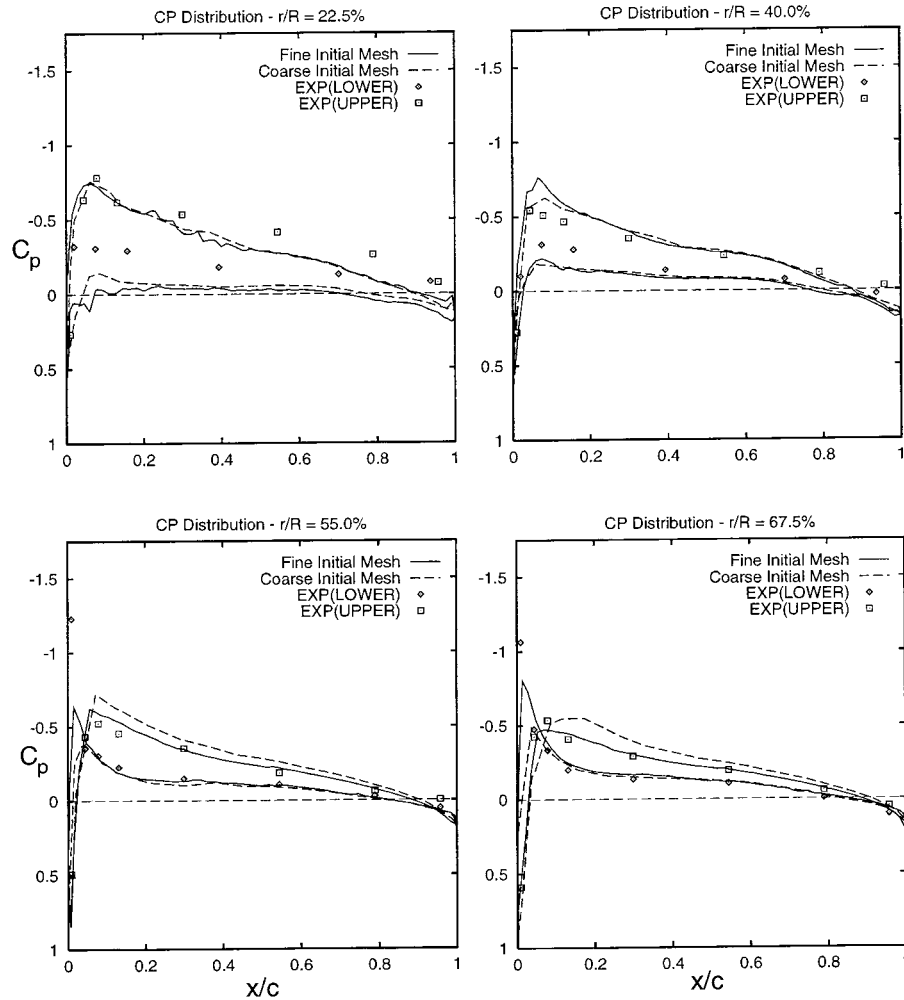 CP Distribution - r/R = 22.5%
Fine Initial Mesh
Coarse Initial Mesh
EXP(LOWER)
EXP(UPPER)
-1.5
-1
-0.5
Cp
0
0.5
1
0 0.2 0.4 0.6 0.8 1
CP Distribution - r/R = 40.0%
Fine Initial Mesh
Coarse Initial Mesh
EXP(LOWER)
EXP(UPPER)
-1.5
-1
-0.5
0
0.5
1
0 0.2 0.4 0.6 0.8 1
CP Distribution - r/R = 55.0%
Fine Initial Mesh
Coarse Initial Mesh
EXP(LOWER)
EXP(UPPER)
-1.5
-1
-0.5
Cp
0
0.5
1
0 0.2 0.4 0.6 0.8 1
x/c
CP Distribution - r/R = 67.5%
Fine Initial Mesh
Coarse Initial Mesh
EXP(LOWER)
EXP(UPPER)
-1.5
-1
-0.5
0
0.5
1
0 0.2 0.4 0.6 0.8 1
x/c